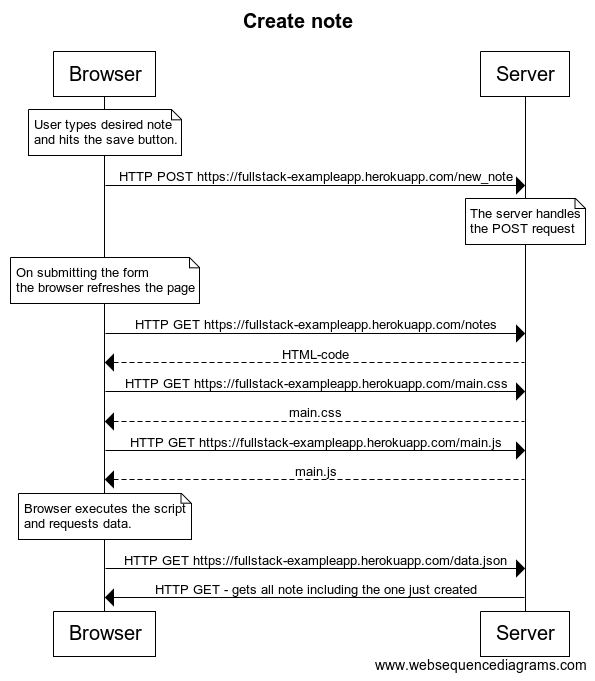 Create note
Browser
Server
User types desired note
and hits the save button.
HTTP POST https://fullstack-exampleapp.herokuapp.com/new_note
The server handles
the POST request
On submitting the form
the browser refreshes the page
HTTP GET https://fullstack-exampleapp.herokuapp.com/notes
HTML-code
HTTP GET https://fullstack-exampleapp.herokuapp.com/main.css
main.css
HTTP GET https://fullstack-exampleapp.herokuapp.com/main.js
main.js
Browser executes the script
and requests data.
HTTP GET https://fullstack-exampleapp.herokuapp.com/data.json
HTTP GET - gets all note including the one just created
Browser
Server
www.websequencediagrams.com